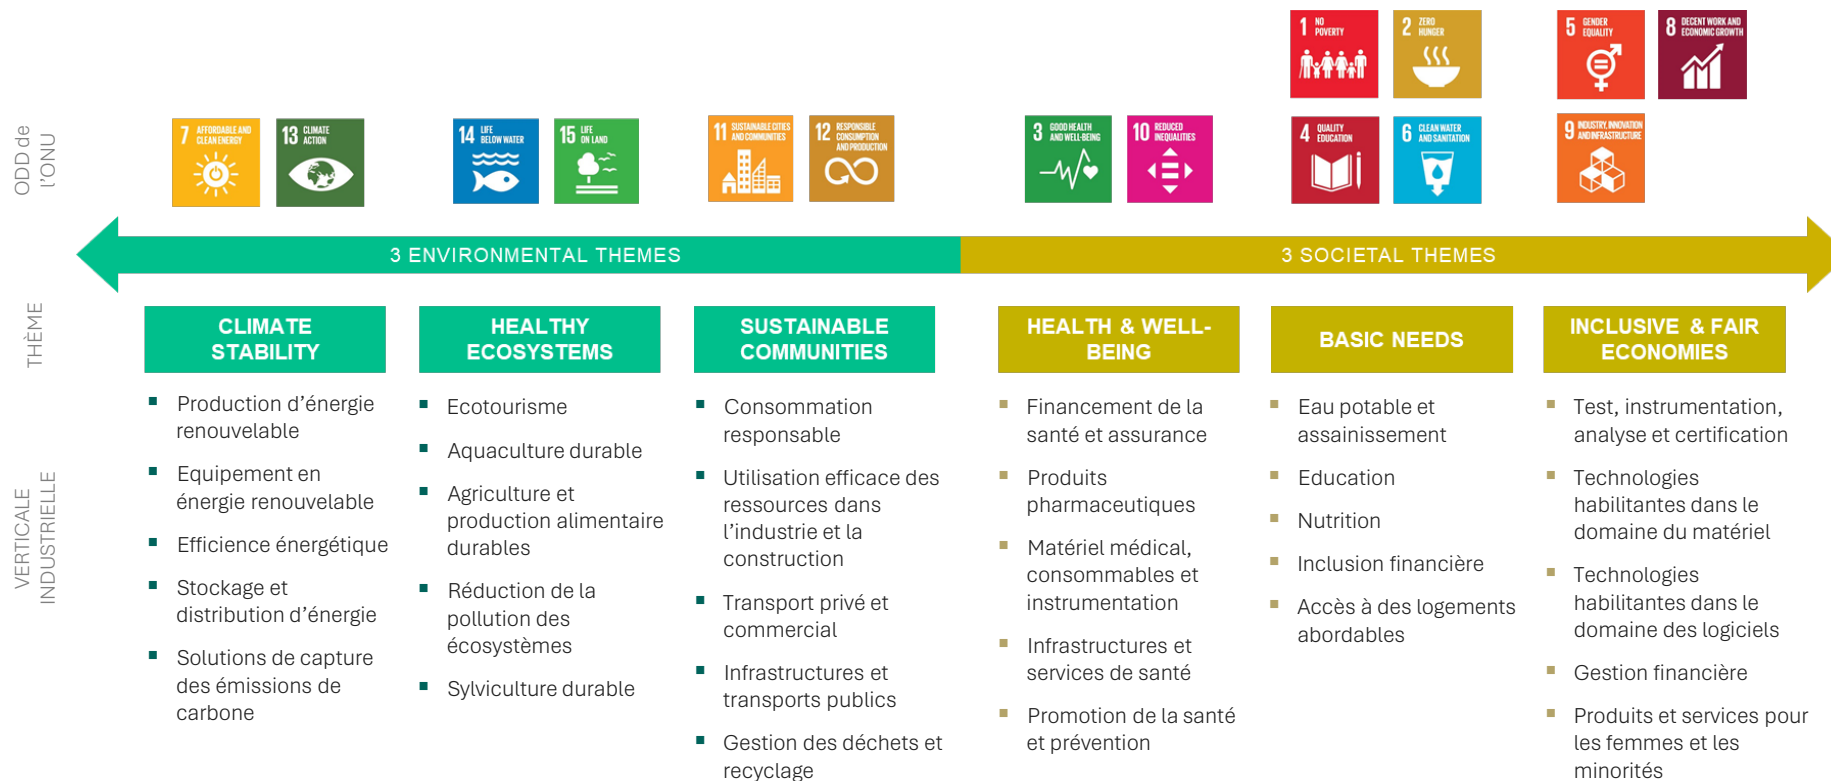 1 NO
POVERTY
2 ZERO
HUNGER
5 GENDER
EQUALITY
8 DECENT WORK AND
ECONOMIC GROWTH
ODD de
l'ONU
7 AFFORDABLE AND
CLEAN ENERGY
13 CLIMATE
ACTION
14 LIFE
BELOW WATER
15 LIFE
ON LAND
11 SUSTAINABLE CITIES
AND COMMUNITIES
12 RESPONSIBLE
CONSUMPTION
AND PRODUCTION
3 GOOD HEALTH
AND WELL-BEING
10 REDUCED
INEQUALITIES
4 QUALITY
EDUCATION
6 CLEAN WATER
AND SANITATION
9 INDUSTRY, INNOVATION
AND INFRASTRUCTURE
3 ENVIRONMENTAL THEMES
3 SOCIETAL THEMES
THÈME
CLIMATE
STABILITY
HEALTHY
ECOSYSTEMS
SUSTAINABLE
COMMUNITIES
HEALTH & WELL-
BEING
BASIC NEEDS
INCLUSIVE & FAIR
ECONOMIES
VERTICALE
INDUSTRIELLE
▪ Production d'énergie
renouvelable
▪ Equipement en
énergie renouvelable
▪ Efficience énergétique
▪ Stockage et
distribution d'énergie
▪ Solutions de capture
des émissions de
carbone
▪ Ecotourisme
▪ Aquaculture durable
▪ Agriculture et
production alimentaire
durables
▪ Réduction de la
pollution des
écosystèmes
▪ Sylviculture durable
▪ Consommation
responsable
▪ Utilisation efficace des
ressources dans
l'industrie et la
construction
▪ Transport privé et
commercial
▪ Infrastructures et
transports publics
▪ Gestion des déchets et
recyclage
▪ Financement de la
santé et assurance
▪ Produits
pharmaceutiques
▪ Matériel médical,
consommables et
instrumentation
▪ Infrastructures et
services de santé
▪ Promotion de la santé
et prévention
▪ Eau potable et
assainissement
▪ Education
▪ Nutrition
▪ Inclusion financière
▪ Accès à des logements
abordables
▪ Test, instrumentation,
analyse et certification
▪ Technologies
habilitantes dans le
domaine du matériel
▪ Technologies
habilitantes dans le
domaine des logiciels
▪ Gestion financière
▪ Produits et services pour
les femmes et les
minorités